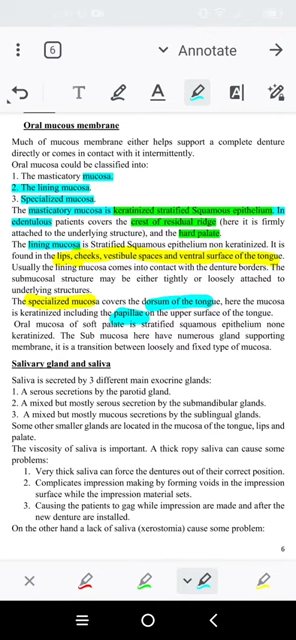 6
Annotate
T
A
A
Oral mucous membrane
Much of mucous membrane either helps support a complete denture
directly or comes in contact with it intermittently.
Oral mucosa could be classified into:
1. The masticatory mucosa.
2. The lining mucosa.
3. Specialized mucosa.
The masticatory mucosa is keratinized stratified Squamous epithelium. In
edentulous patients covers the crest of residual ridge (here it is firmly
attached to the underlying structure), and the hard palate.
The lining mucosa is Stratified Squamous epithelium non keratinized. It is
found in the lips, cheeks, vestibule spaces and ventral surface of the tongue.
Usually the lining mucosa comes into contact with the denture borders. The
submucosal structure may be either tightly or loosely attached to
underlying structures.
The specialized mucosa covers the dorsum of the tongue, here the mucosa
is keratinized including the papillae on the upper surface of the tongue.
Oral mucosa of soft palate is stratified squamous epithelium none
keratinized. The Sub mucosa here have numerous gland supporting
membrane, it is a transition between loosely and fixed type of mucosa.
Salivary gland and saliva
Saliva is secreted by 3 different main exocrine glands:
1. A serous secretions by the parotid gland.
2. A mixed but mostly serous secretion by the submandibular glands.
3. A mixed but mostly mucous secretions by the sublingual glands.
Some other smaller glands are located in the mucosa of the tongue, lips and
palate.
The viscosity of saliva is important. A thick ropy saliva can cause some
problems:
1. Very thick saliva can force the dentures out of their correct position.
2. Complicates impression making by forming voids in the impression
surface while the impression material sets.
3. Causing the patients to gag while impression are made and after the
new denture are installed.
On the other hand a lack of saliva (xerostomia) cause some problem:
6